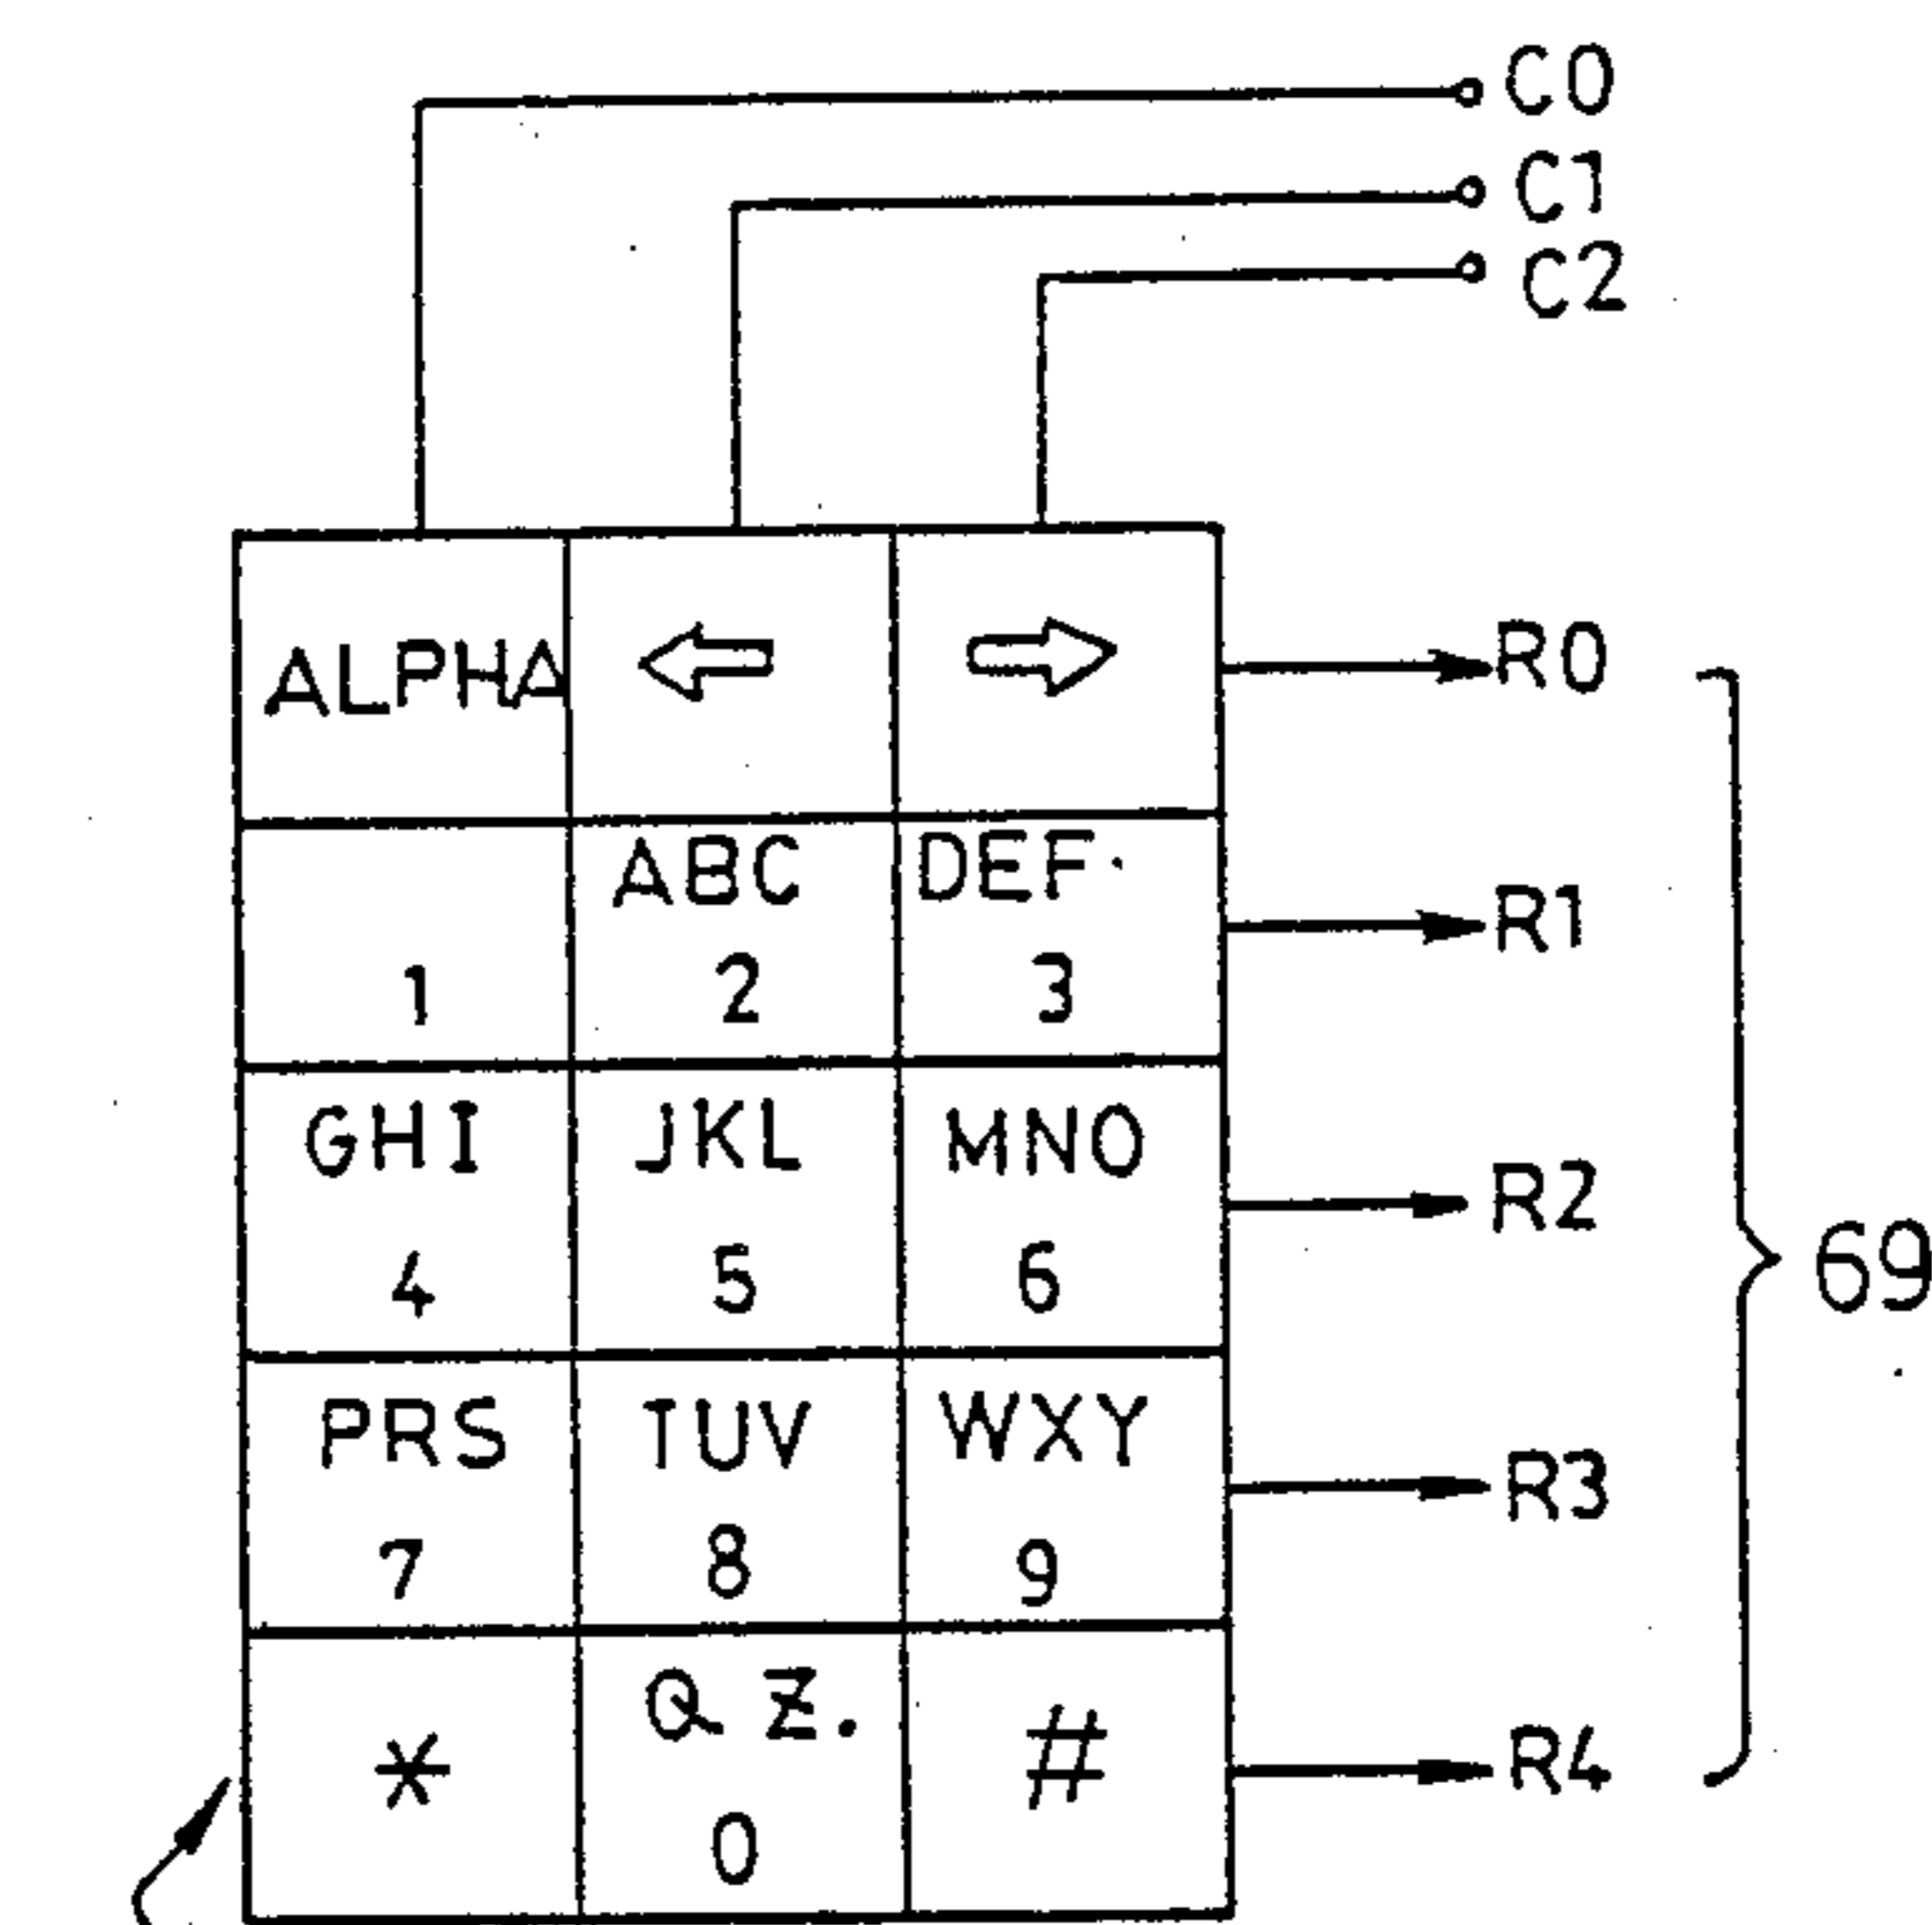 C0
C1
C2
ALPHA R0
ABC DEF. R1
1 2 3
GHI JKL MNO R2
4 5 6 69
PRS TUV WXY R3
7 8 9
* Q Z. # R4
0